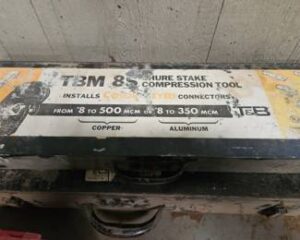 TBM 8S SHURE STAKE
COMPRESSION TOOL
INSTALLS CONNECTORS
FROM #8 TO 500 MCM OR #8 TO 350 MCM
COPPER ALUMINUM
T&B